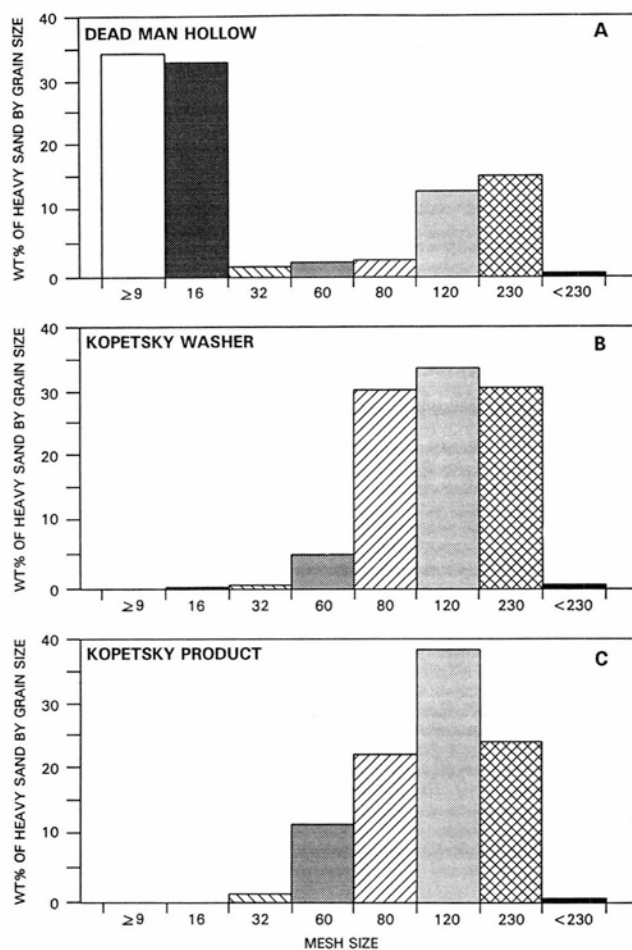 DEAD MAN HOLLOW
A
WT% OF HEAVY SAND BY GRAIN SIZE
40
30
20
10
0
≥9 16 32 60 80 120 230 <230
KOPETSKY WASHER
B
WT% OF HEAVY SAND BY GRAIN SIZE
40
30
20
10
0
≥9 16 32 60 80 120 230 <230
KOPETSKY PRODUCT
C
WT% OF HEAVY SAND BY GRAIN SIZE
40
30
20
10
0
≥9 16 32 60 80 120 230 <230
MESH SIZE